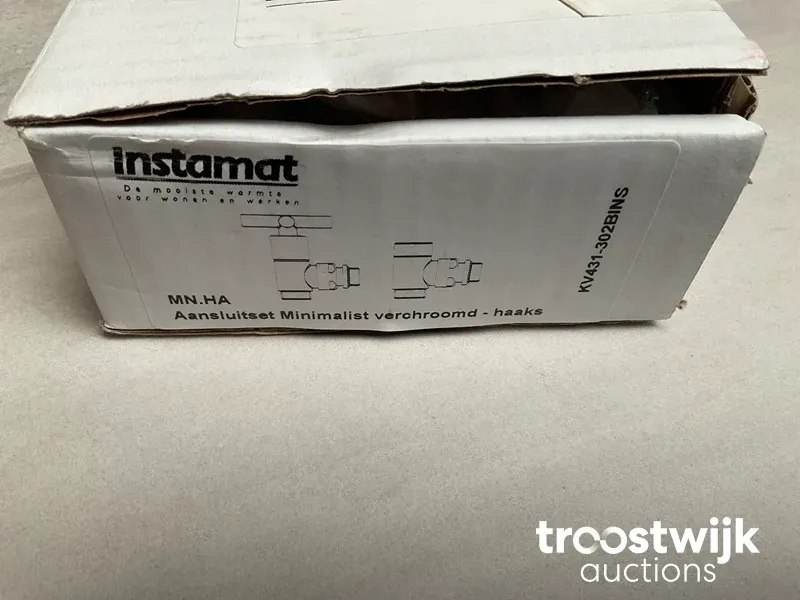 instamat
De mooiste warmte
voor wonen en werken
MN.HA
Aansluitset Minimalist verchroomd - haaks
KV431-302BINS
troostwijk
auctions